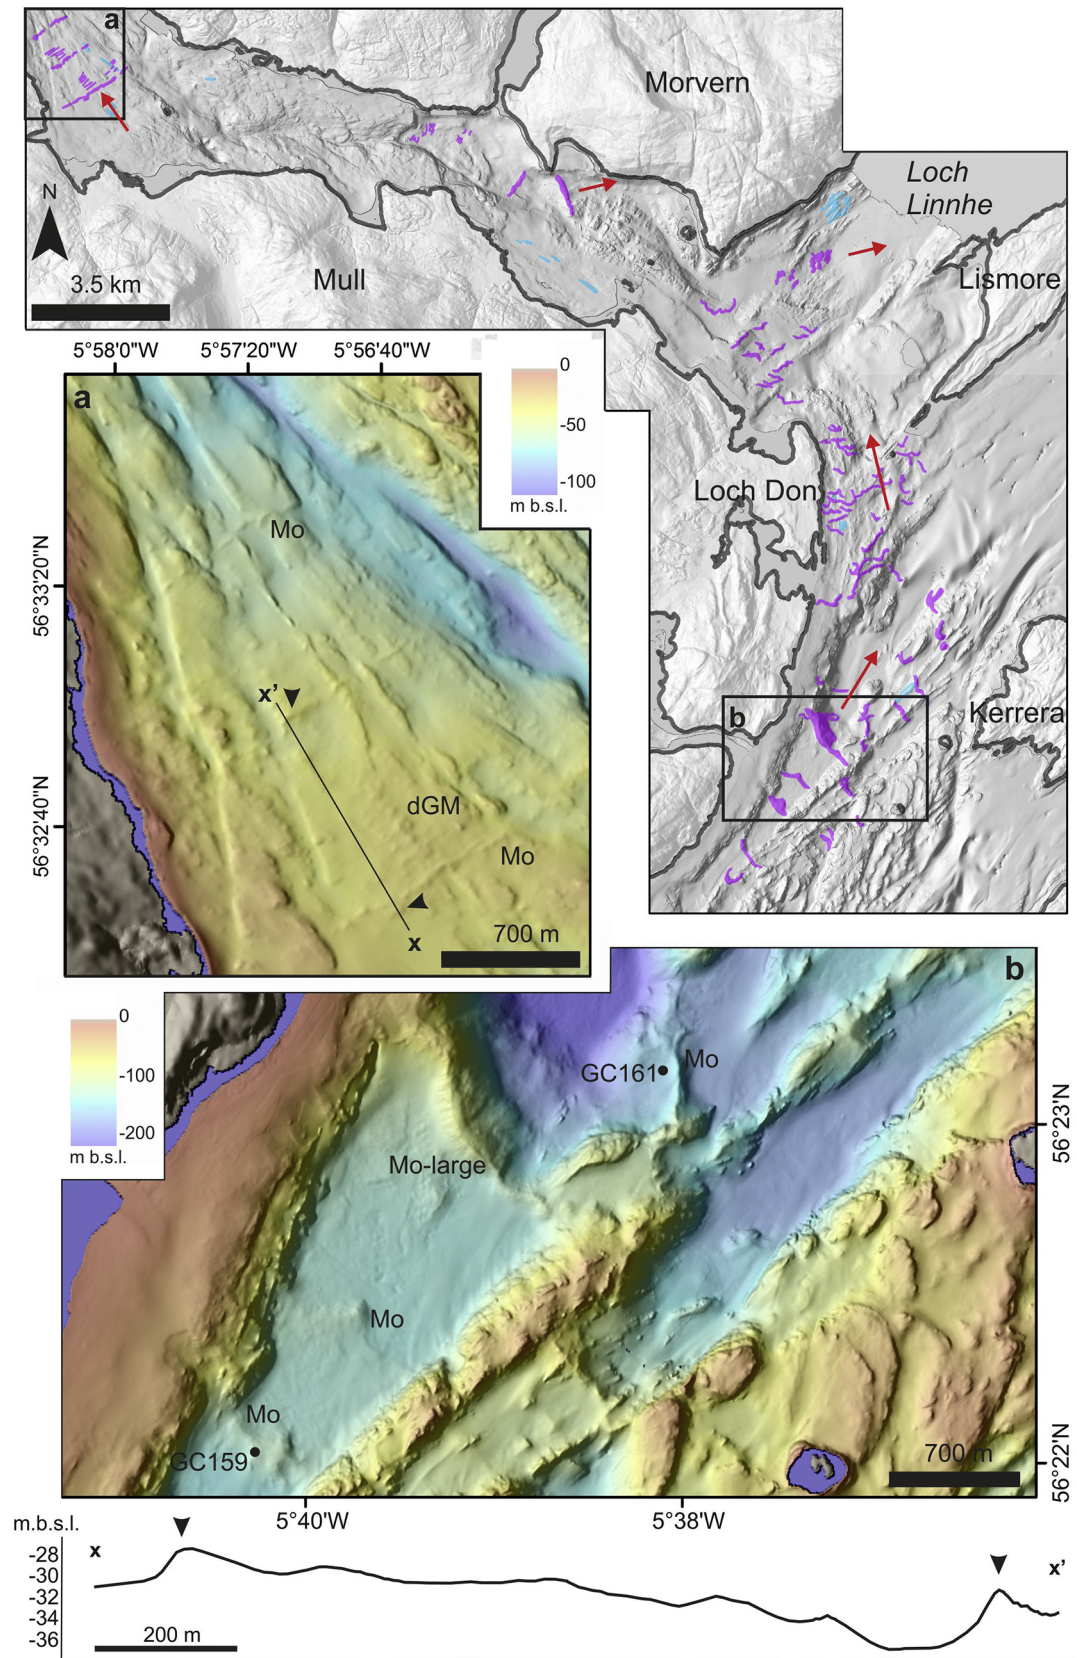 a
Morvern
Loch
Linnhe
N
3.5 km
Mull
Lismore
5°58'0"W 5°57'20"W 5°56'40"W
0
-50
-100
m b.s.l.
a
Mo
Loch Don
56°33'20"N
x'
Kerrera
b
dGM
56°32'40"N
Mo
700 m
x
b
0
-100
-200
m b.s.l.
GC161
Mo
56°23'N
Mo-large
Mo
Mo
GC159
700 m
56°22'N
5°40'W 5°38'W
m.b.s.l.
x
x'
-28
-30
-32
-34
-36
200 m